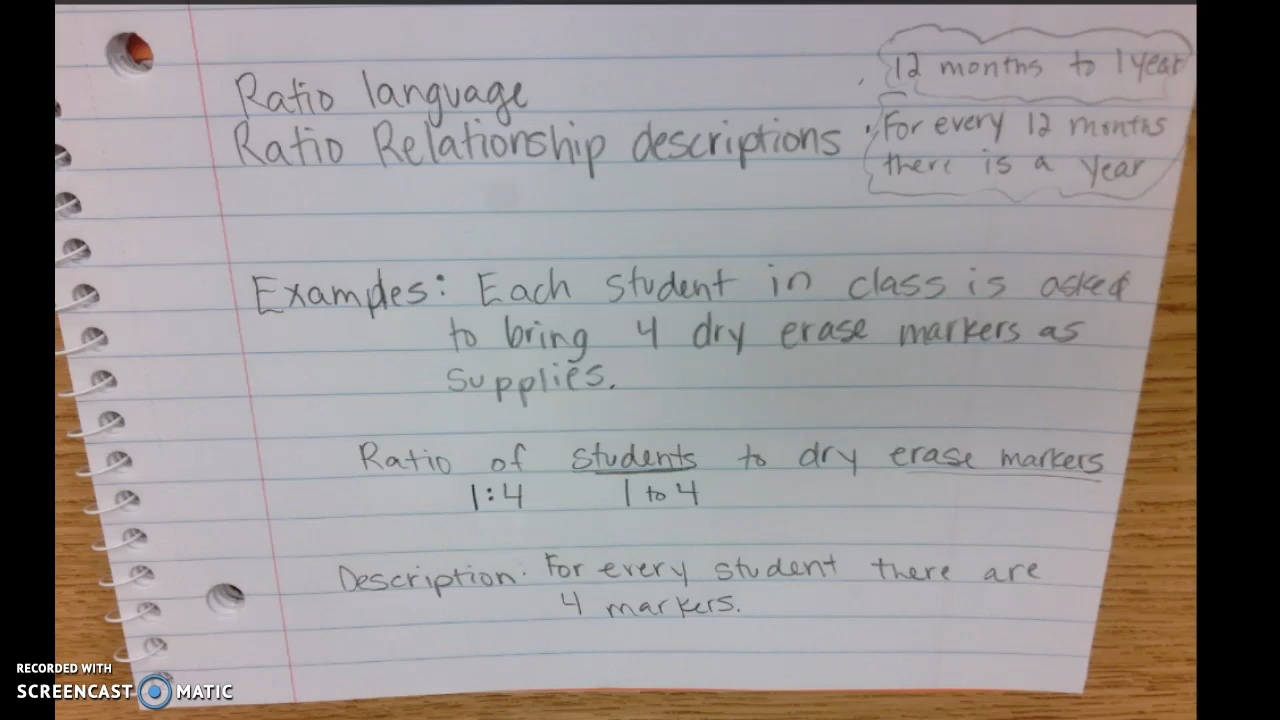 Ratio language
Ratio Relationship descriptions
12 months to 1 year
For every 12 months
there is a year
Examples: Each student in class is asked
to bring 4 dry erase markers as
supplies.
Ratio of students to dry erase markers
1:4 1 to 4
Description: For every student there are
4 markers.
RECORDED WITH
SCREENCAST MATIC